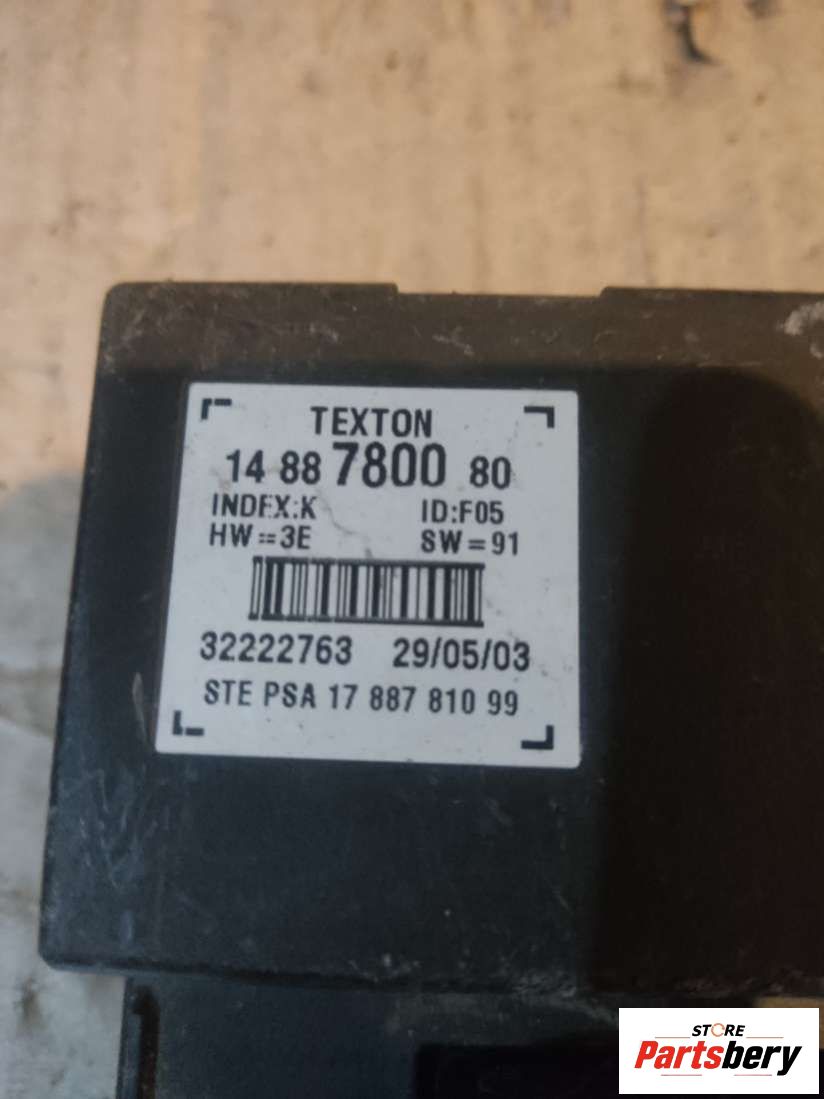 TEXTON
14 88 7800 80
INDEX:K ID:F05
HW=3E SW=91
32222763 29/05/03
STE PSA 17 887 810 99
STORE
Partsbery